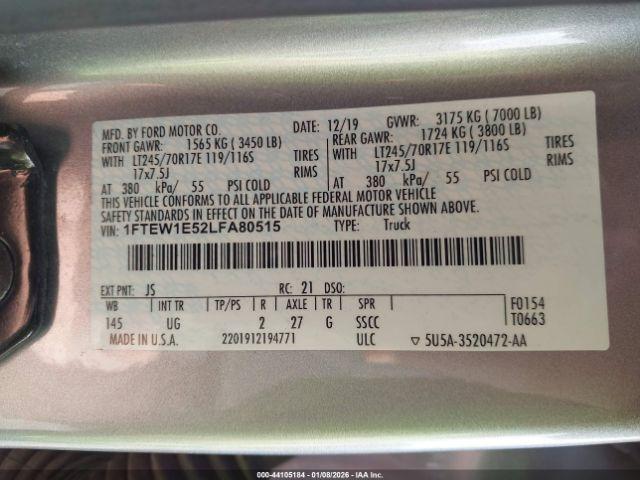 MFD. BY FORD MOTOR CO. DATE: 12/19 GVWR: 3175 KG ( 7000 LB)
FRONT GAWR: 1565 KG ( 3450 LB) REAR GAWR: 1724 KG ( 3800 LB)
WITH LT245/70R17E 119/116S TIRES WITH LT245/70R17E 119/116S TIRES
17x7.5J RIMS 17x7.5J RIMS
AT 380 kPa/ 55 PSI COLD AT 380 kPa/ 55 PSI COLD
THIS VEHICLE CONFORMS TO ALL APPLICABLE FEDERAL MOTOR VEHICLE
SAFETY STANDARDS IN EFFECT ON THE DATE OF MANUFACTURE SHOWN ABOVE.
VIN: 1FTEW1E52LFA80515 TYPE: Truck
EXT PNT: JS RC: 21 DSO:
WB INT TR TP/PS R AXLE TR SPR F0154
145 UG 2 27 G SSCC T0663
MADE IN U.S.A. 2201912194771 ULC ▽ 5U5A-3520472-AA
000-44105184 | 01/08/2026 - IAA Inc.